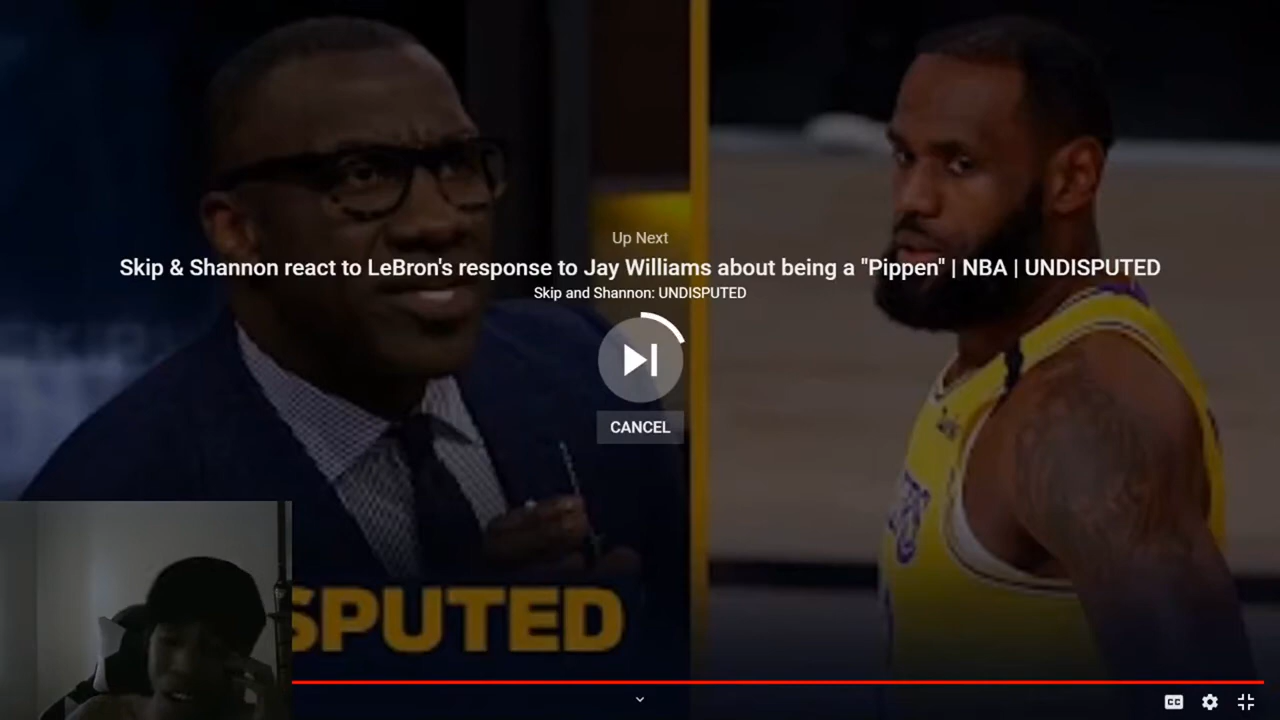 Up Next
Skip & Shannon react to LeBron's response to Jay Williams about being a "Pippen" | NBA | UNDISPUTED
Skip and Shannon: UNDISPUTED
CANCEL
SPUTED
CC